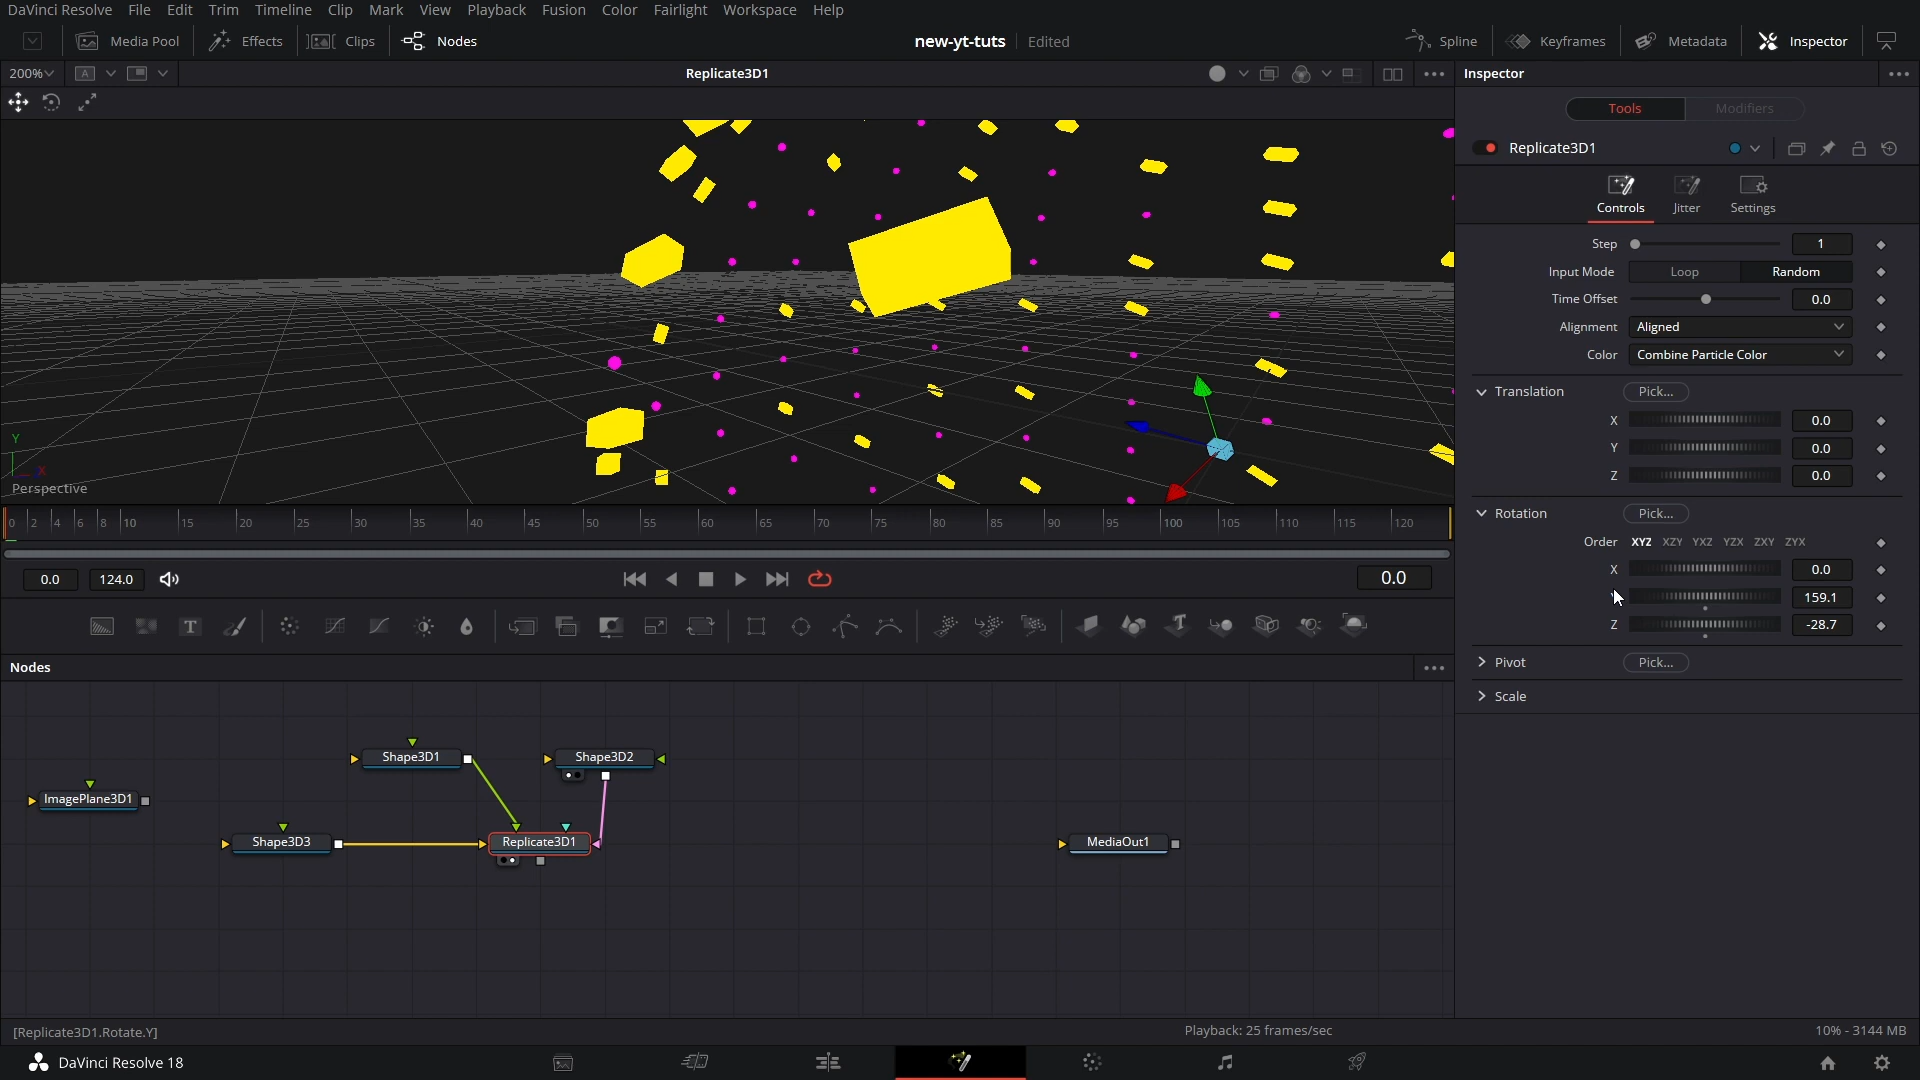 DaVinci Resolve File Edit Trim Timeline Clip Mark View Playback Fusion Color Fairlight Workspace Help
Media Pool Effects Clips Nodes new-yt-tuts Edited Spline Keyframes Metadata Inspector
200% A Replicate3D1 Inspector
Tools Modifiers
Replicate3D1
Controls Jitter Settings
Step 1
Input Mode Loop Random
Time Offset 0.0
Alignment Aligned
Color Combine Particle Color
Translation Pick...
X 0.0
Y 0.0
Z 0.0
Rotation Pick...
Order XYZ XZY YXZ YZX ZXY ZYX
X 0.0
159.1
Z -28.7
Pivot Pick...
Scale
Y
X
Perspective
0 2 4 6 8 10 15 20 25 30 35 40 45 50 55 60 65 70 75 80 85 90 95 100 105 110 115 120
0.0 124.0 0.0
T T
Nodes
Shape3D1 Shape3D2
ImagePlane3D1
Shape3D3 Replicate3D1 MediaOut1
[Replicate3D1.Rotate.Y] Playback: 25 frames/sec 10% - 3144 MB
DaVinci Resolve 18